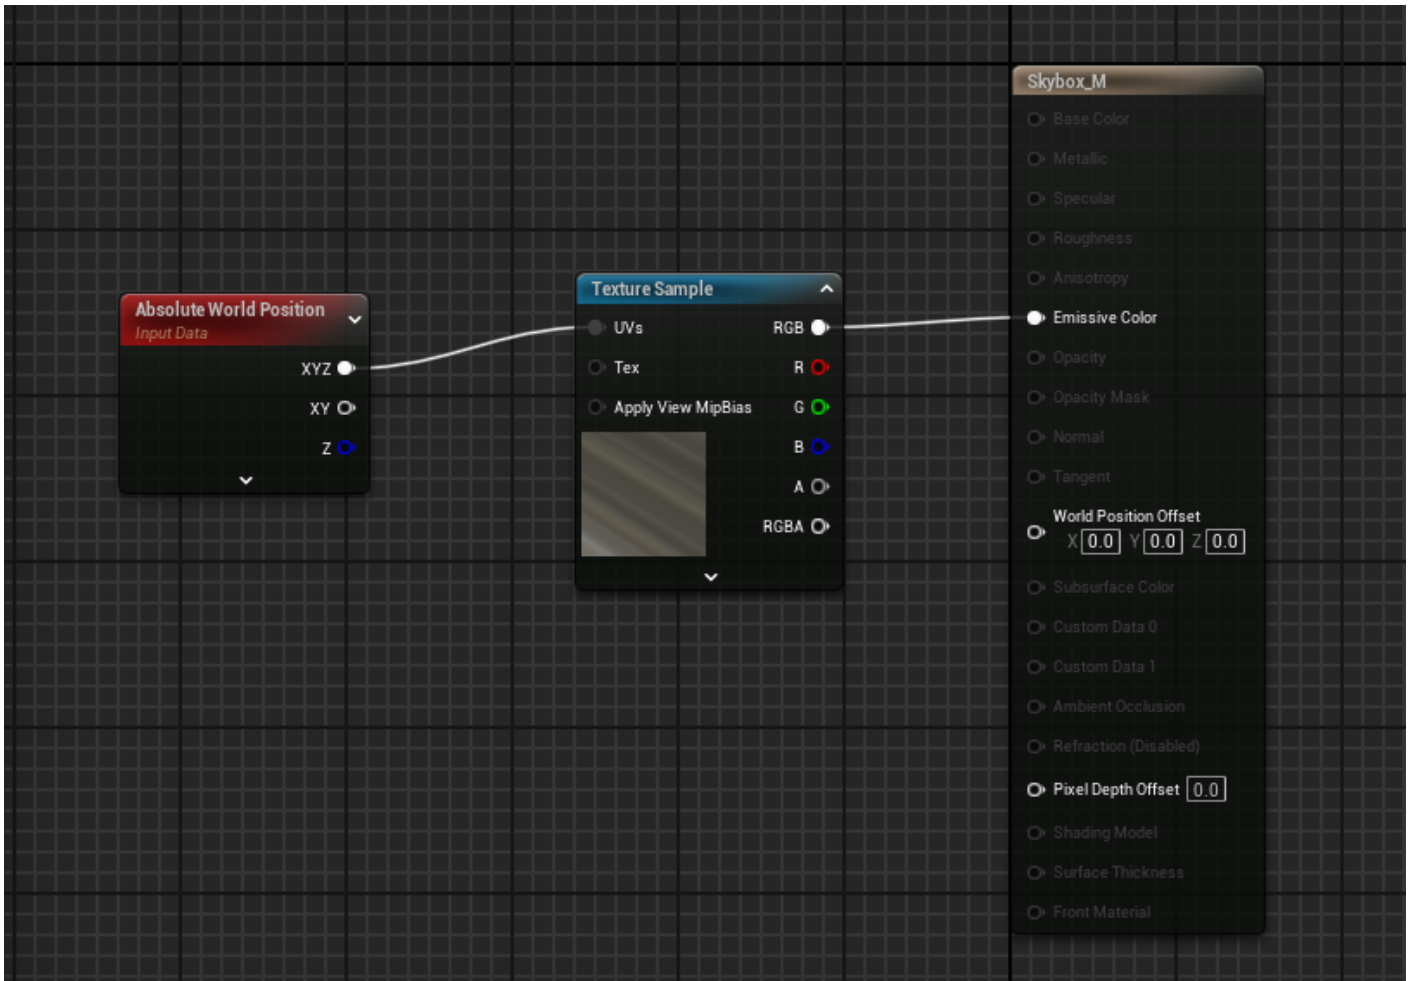 Absolute World Position
Input Data
XYZ
XY
Z
Texture Sample
UVs RGB
Tex R
Apply View MipBias G
B
A
RGBA
Skybox_M
Base Color
Metallic
Specular
Roughness
Anisotropy
Emissive Color
Opacity
Opacity Mask
Normal
Tangent
World Position Offset
X 0.0 Y 0.0 Z 0.0
Subsurface Color
Custom Data 0
Custom Data 1
Ambient Occlusion
Refraction (Disabled)
Pixel Depth Offset 0.0
Shading Model
Surface Thickness
Front Material